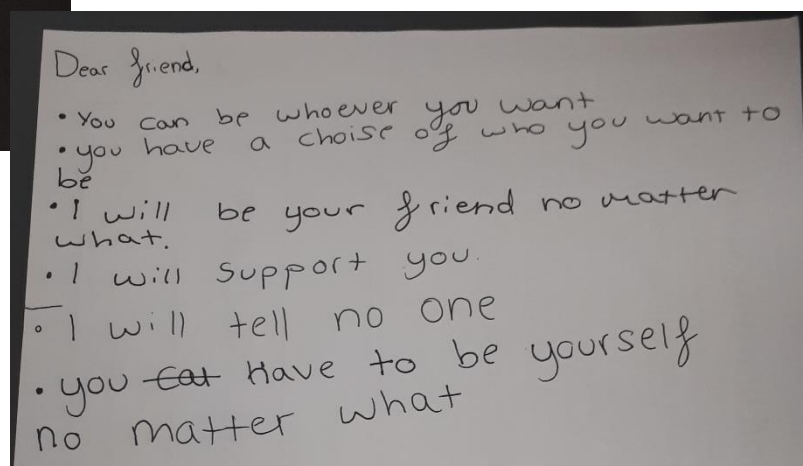 Dear friend,
• You can be whoever you want
• you have a choise of who you want to
be
• I will be your friend no matter
what.
• I will support you.
• I will tell no one
• you Have to be yourself
no matter what